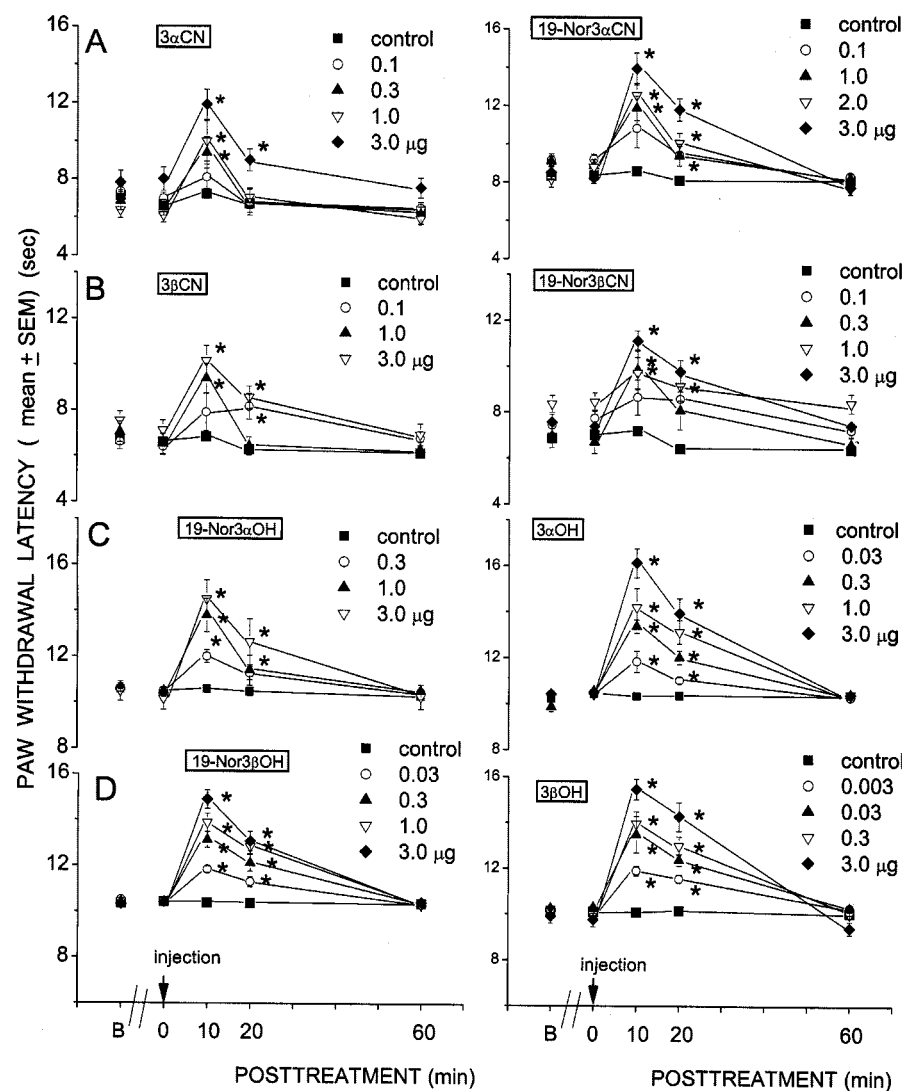 PAW WITHDRAWAL LATENCY ( mean ± SEM) (sec)
A
3αCN
control
0.1
0.3
1.0
3.0 μg
16
12
8
4
* * * *
19-Nor3αCN
control
0.1
1.0
2.0
3.0 μg
16
12
8
4
* * * * * *
B
3βCN
control
0.1
1.0
3.0 μg
12
8
4
* * * *
19-Nor3βCN
control
0.1
0.3
1.0
3.0 μg
12
8
4
* * * * *
C
19-Nor3αOH
control
0.3
1.0
3.0 μg
16
12
8
* * * * *
3αOH
control
0.03
0.3
1.0
3.0 μg
16
12
8
* * * * * * * *
D
19-Nor3βOH
control
0.03
0.3
1.0
3.0 μg
16
12
8
* * * * * * * *
3βOH
control
0.003
0.03
0.3
3.0 μg
16
12
8
* * * * * * * *
injection
B // 0 10 20 60
POSTTREATMENT (min)
injection
B // 0 10 20 60
POSTTREATMENT (min)